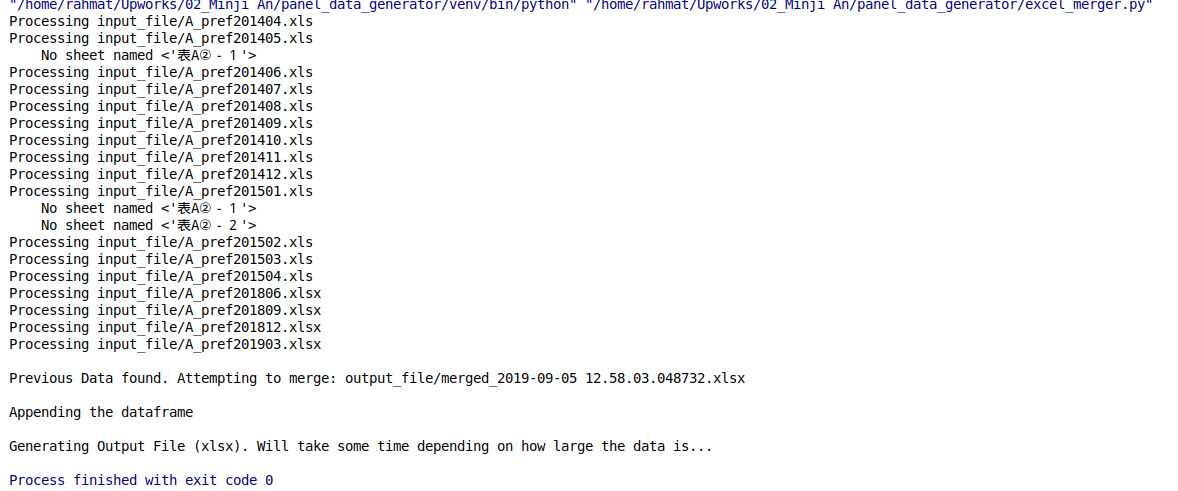 "/home/rahmat/Upworks/02_Minji An/panel_data_generator/venv/bin/python" "/home/rahmat/Upworks/02_Minji An/panel_data_generator/excel_merger.py"
Processing input_file/A_pref201404.xls
Processing input_file/A_pref201405.xls
    No sheet named <'表A② - 1 '>
Processing input_file/A_pref201406.xls
Processing input_file/A_pref201407.xls
Processing input_file/A_pref201408.xls
Processing input_file/A_pref201409.xls
Processing input_file/A_pref201410.xls
Processing input_file/A_pref201411.xls
Processing input_file/A_pref201412.xls
Processing input_file/A_pref201501.xls
    No sheet named <'表A② - 1 '>
    No sheet named <'表A② - 2 '>
Processing input_file/A_pref201502.xls
Processing input_file/A_pref201503.xls
Processing input_file/A_pref201504.xls
Processing input_file/A_pref201806.xlsx
Processing input_file/A_pref201809.xlsx
Processing input_file/A_pref201812.xlsx
Processing input_file/A_pref201903.xlsx
Previous Data found. Attempting to merge: output_file/merged_2019-09-05 12.58.03.048732.xlsx
Appending the dataframe
Generating Output File (xlsx). Will take some time depending on how large the data is...
Process finished with exit code 0